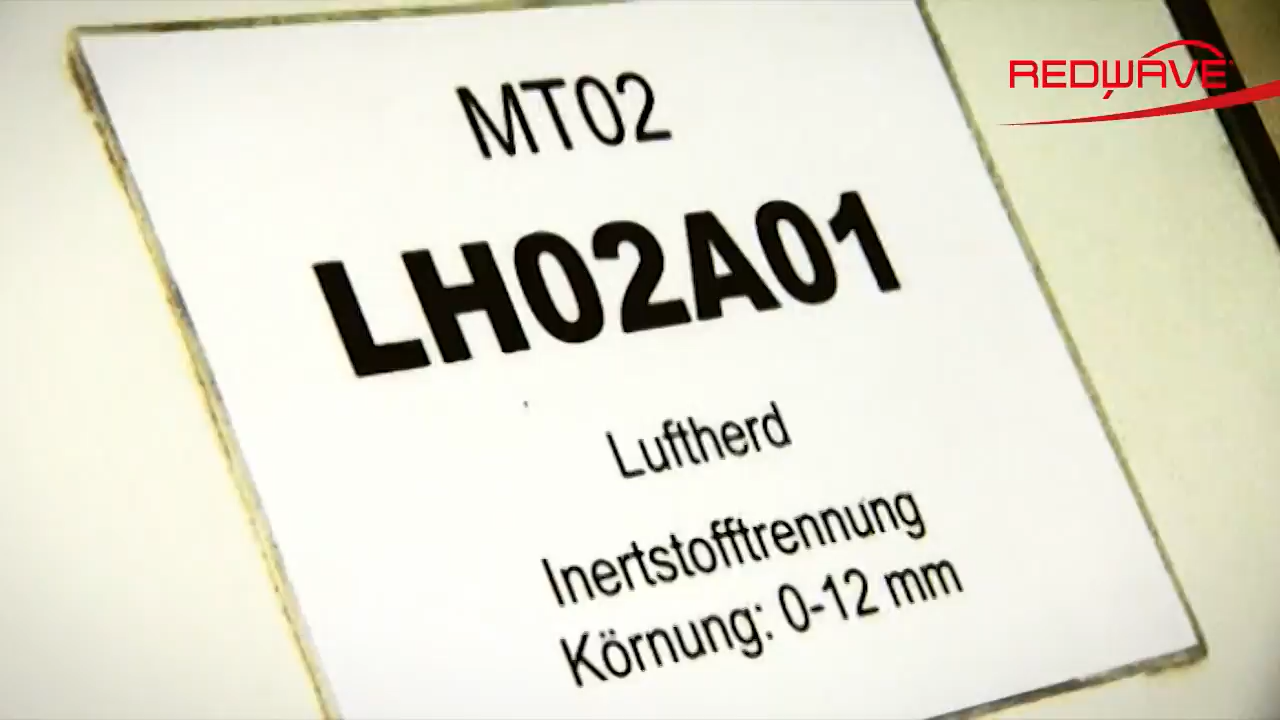 REDWAVE
MT02
LH02A01
Luftherd
Inertstofftrennung
Körnung: 0-12 mm